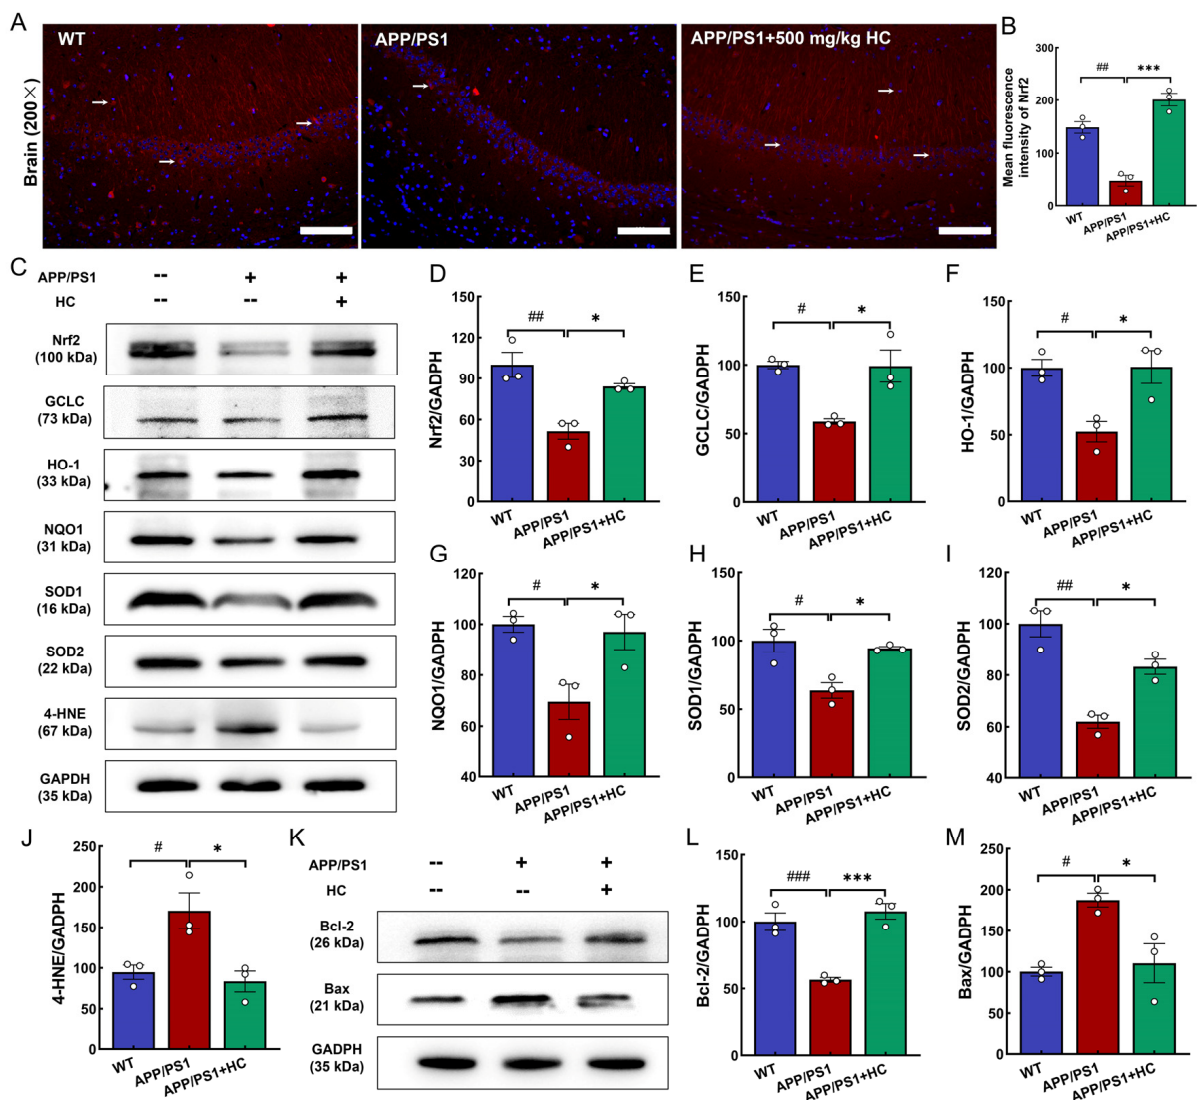 A
WT
APP/PS1
APP/PS1+500 mg/kg HC
Brain (200×)
B
Mean fluorescence
intensity of Nrf2
300
200
100
0
##
***
WT
APP/PS1
APP/PS1+HC
C
APP/PS1 -- + +
HC -- -- +
Nrf2
(100 kDa)
GCLC
(73 kDa)
HO-1
(33 kDa)
NQO1
(31 kDa)
SOD1
(16 kDa)
SOD2
(22 kDa)
4-HNE
(67 kDa)
GAPDH
(35 kDa)
D
Nrf2/GADPH
150
120
90
60
30
0
##
*
WT
APP/PS1
APP/PS1+HC
E
GCLC/GADPH
150
100
50
0
#
*
WT
APP/PS1
APP/PS1+HC
F
HO-1/GADPH
150
100
50
0
#
*
WT
APP/PS1
APP/PS1+HC
G
NQO1/GADPH
120
100
80
60
40
#
*
WT
APP/PS1
APP/PS1+HC
H
SOD1/GADPH
150
100
50
0
#
*
WT
APP/PS1
APP/PS1+HC
I
SOD2/GADPH
120
100
80
60
40
##
*
WT
APP/PS1
APP/PS1+HC
J
4-HNE/GADPH
250
200
150
100
50
0
#
*
WT
APP/PS1
APP/PS1+HC
K
APP/PS1 -- + +
HC -- -- +
Bcl-2
(26 kDa)
Bax
(21 kDa)
GADPH
(35 kDa)
L
Bcl-2/GADPH
150
100
50
0
###
***
WT
APP/PS1
APP/PS1+HC
M
Bax/GADPH
250
200
150
100
50
0
#
*
WT
APP/PS1
APP/PS1+HC